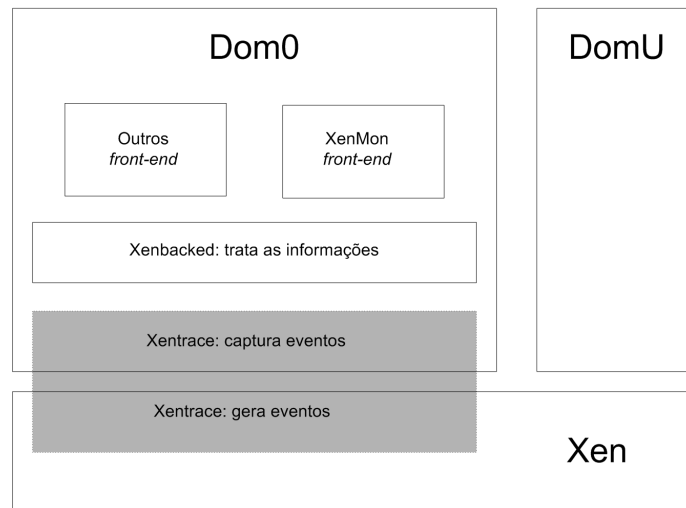 Dom0
DomU
Outros
front-end
XenMon
front-end
Xenbacked: trata as informações
Xentrace: captura eventos
Xentrace: gera eventos
Xen